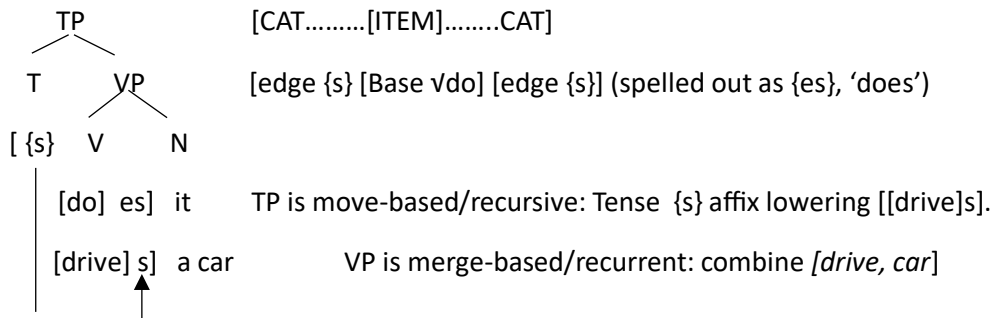 TP [CAT………[ITEM]……..CAT]
T VP [edge {s} [Base √do] [edge {s}] (spelled out as {es}, ‘does’)
[ {s} V N
[do] es] it TP is move-based/recursive: Tense {s} affix lowering [[drive]s].
[drive] s] a car VP is merge-based/recurrent: combine [drive, car]